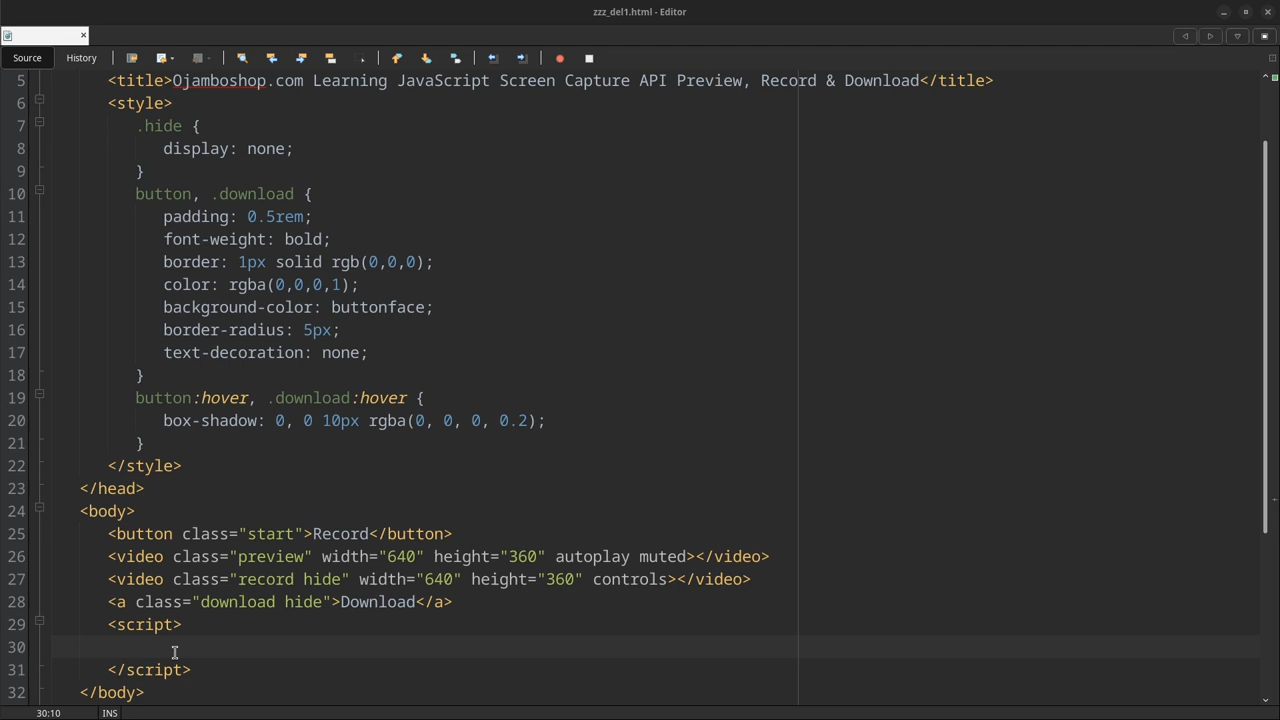 zzz_del1.html - Editor
Source History
5 <title>Ojamboshop.com Learning JavaScript Screen Capture API Preview, Record & Download</title>
6 <style>
7 .hide {
8 display: none;
9 }
10 button, .download {
11 padding: 0.5rem;
12 font-weight: bold;
13 border: 1px solid rgb(0,0,0);
14 color: rgba(0,0,0,1);
15 background-color: buttonface;
16 border-radius: 5px;
17 text-decoration: none;
18 }
19 button:hover, .download:hover {
20 box-shadow: 0, 0 10px rgba(0, 0, 0, 0.2);
21 }
22 </style>
23 </head>
24 <body>
25 <button class="start">Record</button>
26 <video class="preview" width="640" height="360" autoplay muted></video>
27 <video class="record hide" width="640" height="360" controls></video>
28 <a class="download hide">Download</a>
29 <script>
30
31 </script>
32 </body>
30:10 INS